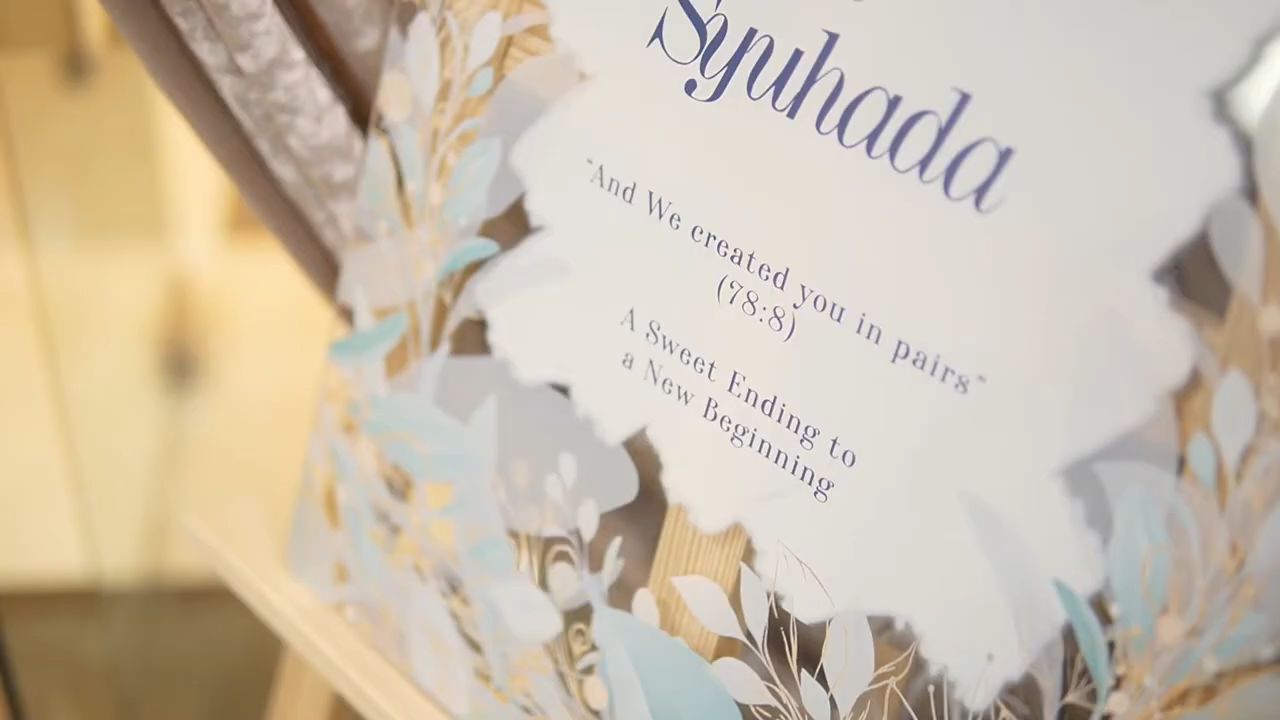 Syuhada
"And We created you in pairs"
(78:8)
A Sweet Ending to
a New Beginning